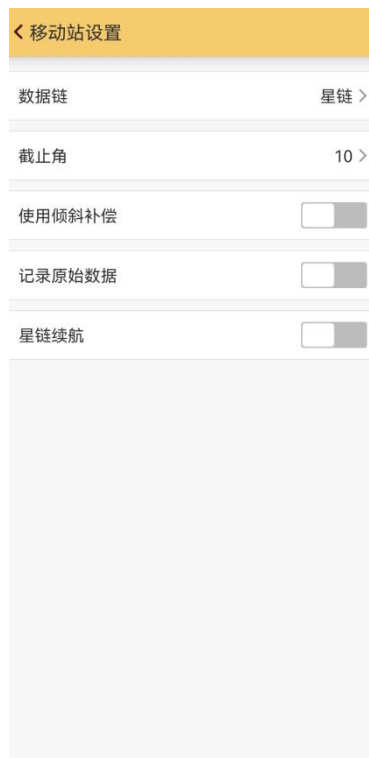 移动站设置
数据链 星链
截止角 10
使用倾斜补偿
记录原始数据
星链续航